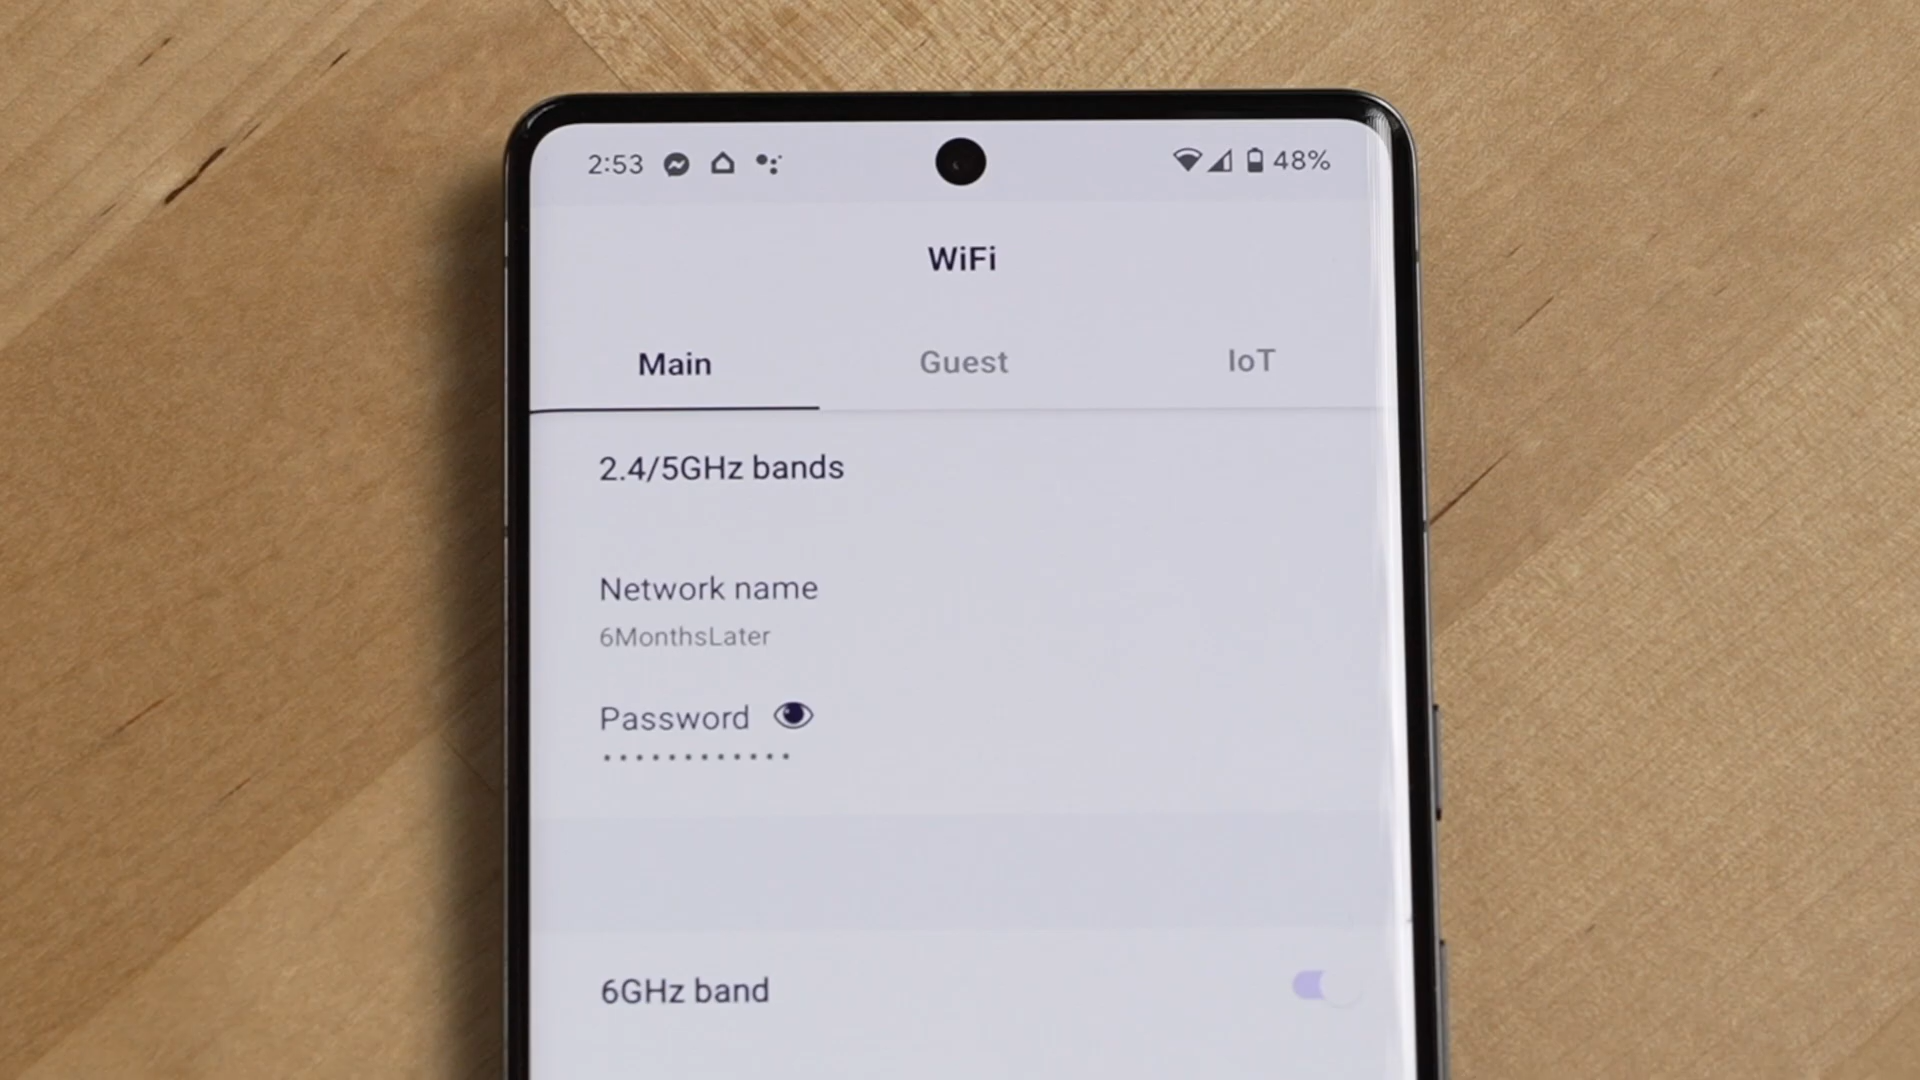 2:53 48%
WiFi
Main Guest IoT
2.4/5GHz bands
Network name
6MonthsLater
Password
••••••••••••
6GHz band